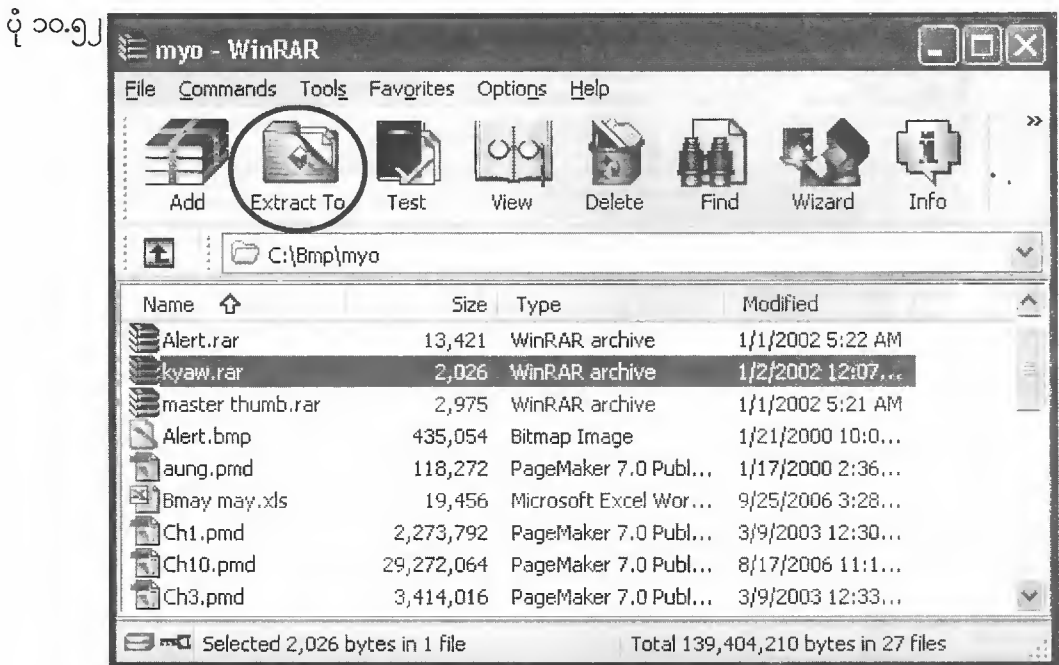 ပုံ ၁၀.၅၂
myo - WinRAR
File Commands Tools Favorites Options Help
Add Extract To Test View Delete Find Wizard Info
C:\Bmp\myo
Name Size Type Modified
Alert.rar 13,421 WinRAR archive 1/1/2002 5:22 AM
kyaw.rar 2,026 WinRAR archive 1/2/2002 12:07...
master thumb.rar 2,975 WinRAR archive 1/1/2002 5:21 AM
Alert.bmp 435,054 Bitmap Image 1/21/2000 10:0...
aung.pmd 118,272 PageMaker 7.0 Publ... 1/17/2000 2:36...
Bmay may.xls 19,456 Microsoft Excel Wor... 9/25/2006 3:28...
Ch1.pmd 2,273,792 PageMaker 7.0 Publ... 3/9/2003 12:30...
Ch10.pmd 29,272,064 PageMaker 7.0 Publ... 8/17/2006 11:1...
Ch3.pmd 3,414,016 PageMaker 7.0 Publ... 3/9/2003 12:33...
Selected 2,026 bytes in 1 file Total 139,404,210 bytes in 27 files